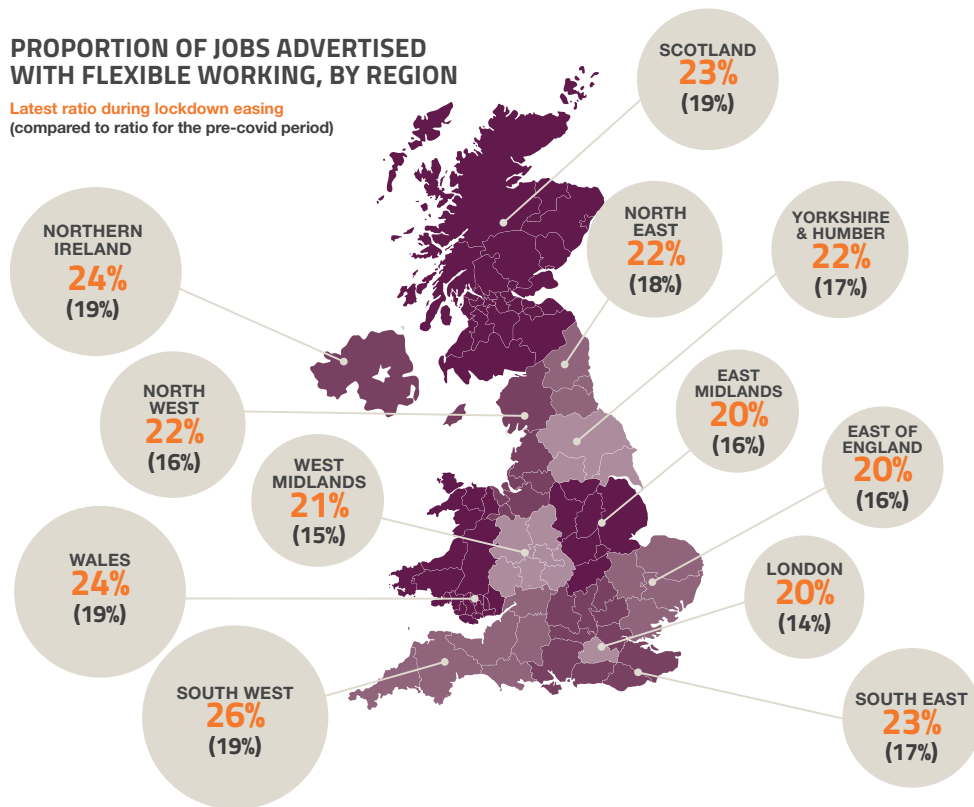 PROPORTION OF JOBS ADVERTISED
WITH FLEXIBLE WORKING, BY REGION
Latest ratio during lockdown easing
(compared to ratio for the pre-covid period)
SCOTLAND
23%
(19%)
NORTHERN
IRELAND
24%
(19%)
NORTH
EAST
22%
(18%)
YORKSHIRE
& HUMBER
22%
(17%)
NORTH
WEST
22%
(16%)
EAST
MIDLANDS
20%
(16%)
WEST
MIDLANDS
21%
(15%)
EAST OF
ENGLAND
20%
(16%)
WALES
24%
(19%)
LONDON
20%
(14%)
SOUTH WEST
26%
(19%)
SOUTH EAST
23%
(17%)